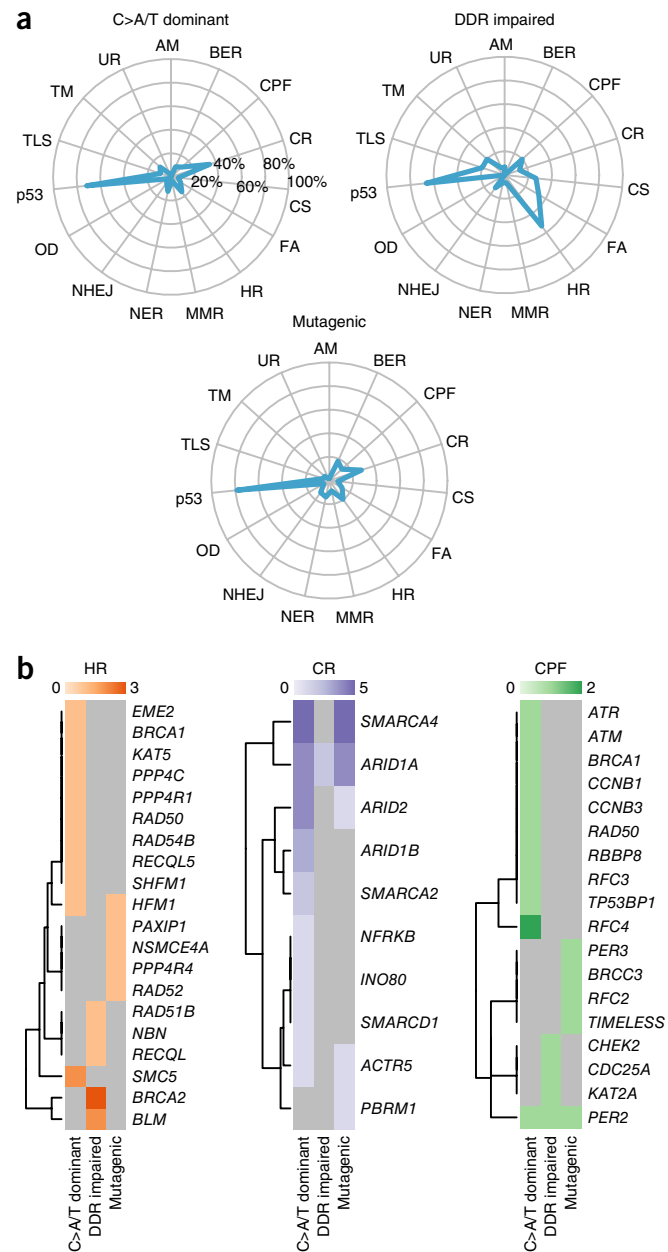 a
C>A/T dominant
AM
BER
CPF
CR
CS
FA
HR
MMR
NER
NHEJ
OD
p53
TLS
TM
UR
20%
40%
60%
80%
100%
DDR impaired
AM
BER
CPF
CR
CS
FA
HR
MMR
NER
NHEJ
OD
p53
TLS
TM
UR
Mutagenic
AM
BER
CPF
CR
CS
FA
HR
MMR
NER
NHEJ
OD
p53
TLS
TM
UR
b
HR
0 3
EME2
BRCA1
KAT5
PPP4C
PPP4R1
RAD50
RAD54B
RECQL5
SHFM1
HFM1
PAXIP1
NSMCE4A
PPP4R4
RAD52
RAD51B
NBN
RECQL
SMC5
BRCA2
BLM
C>A/T dominant
DDR impaired
Mutagenic
CR
0 5
SMARCA4
ARID1A
ARID2
ARID1B
SMARCA2
NFRKB
INO80
SMARCD1
ACTR5
PBRM1
C>A/T dominant
DDR impaired
Mutagenic
CPF
0 2
ATR
ATM
BRCA1
CCNB1
CCNB3
RAD50
RBBP8
RFC3
TP53BP1
RFC4
PER3
BRCC3
RFC2
TIMELESS
CHEK2
CDC25A
KAT2A
PER2
C>A/T dominant
DDR impaired
Mutagenic